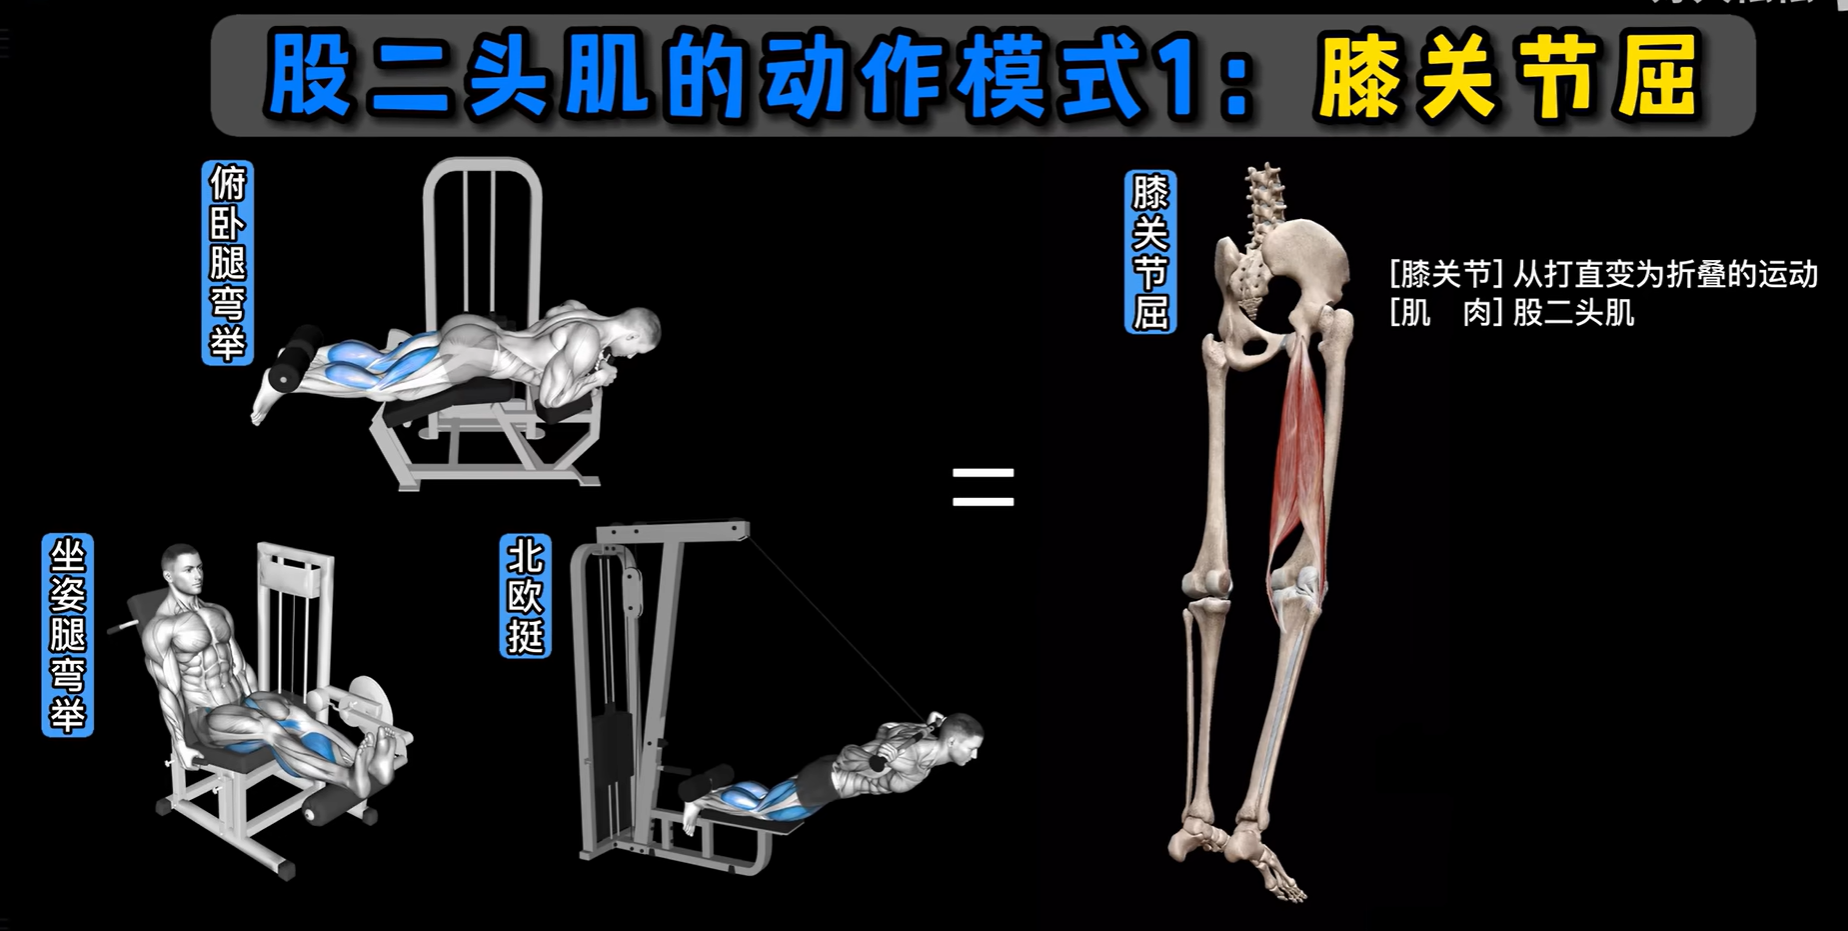 股二头肌的动作模式1：膝关节屈
俯卧腿弯举
膝关节屈
[膝关节] 从打直变为折叠的运动
[肌　肉] 股二头肌
坐姿腿弯举
北欧挺
=